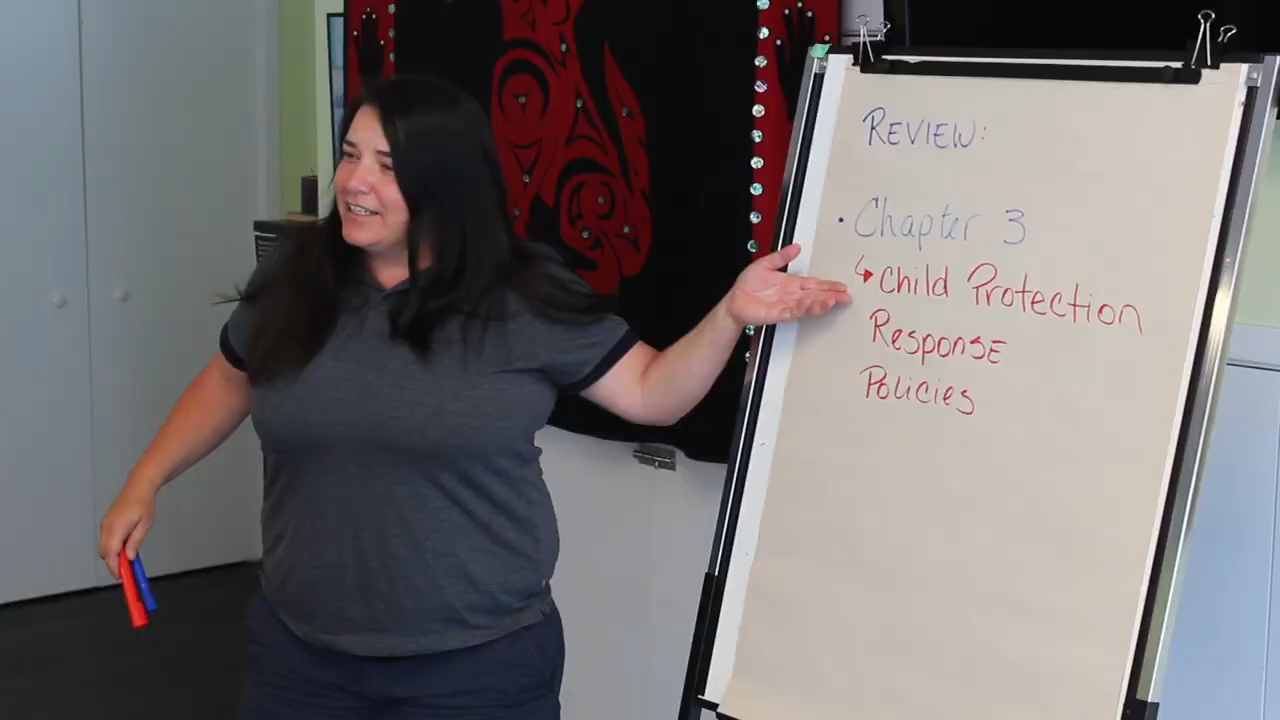 REVIEW:
• Chapter 3
↳ Child Protection
Response
Policies